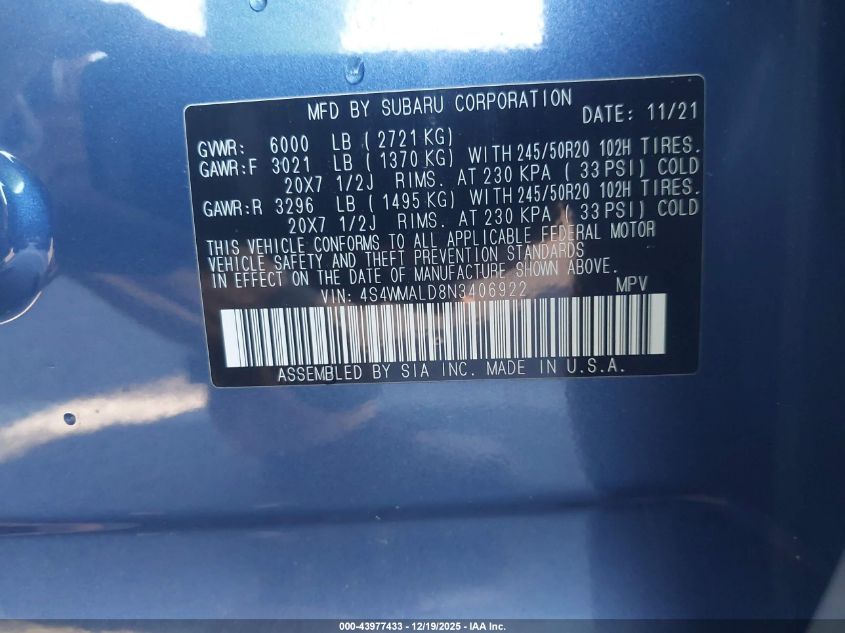 MFD BY SUBARU CORPORATION DATE: 11/21
GVWR: 6000 LB ( 2721 KG)
GAWR:F 3021 LB ( 1370 KG) WITH 245/50R20 102H TIRES.
20X7 1/2J RIMS. AT 230 KPA ( 33 PSI) COLD
GAWR:R 3296 LB ( 1495 KG) WITH 245/50R20 102H TIRES.
20X7 1/2J RIMS. AT 230 KPA ( 33 PSI) COLD
THIS VEHICLE CONFORMS TO ALL APPLICABLE FEDERAL MOTOR
VEHICLE SAFETY AND THEFT PREVENTION STANDARDS
IN EFFECT ON THE DATE OF MANUFACTURE SHOWN ABOVE.
VIN: 4S4WMALD8N3406922 MPV
ASSEMBLED BY SIA INC. MADE IN U.S.A.
000-43977433 - 12/19/2025 - IAA Inc.